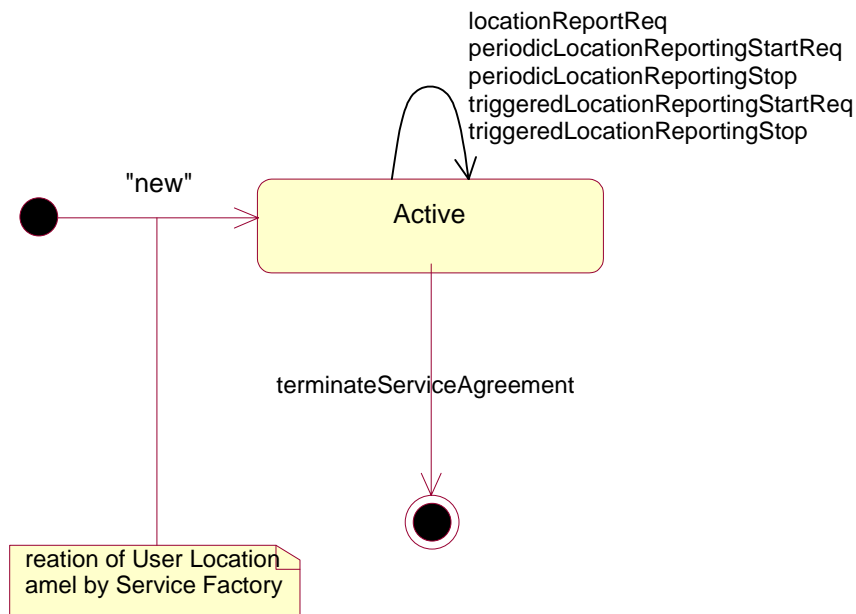 locationReportReq
periodicLocationReportingStartReq
periodicLocationReportingStop
triggeredLocationReportingStartReq
triggeredLocationReportingStop
"new"
Active
terminateServiceAgreement
reation of User Location
amel by Service Factory